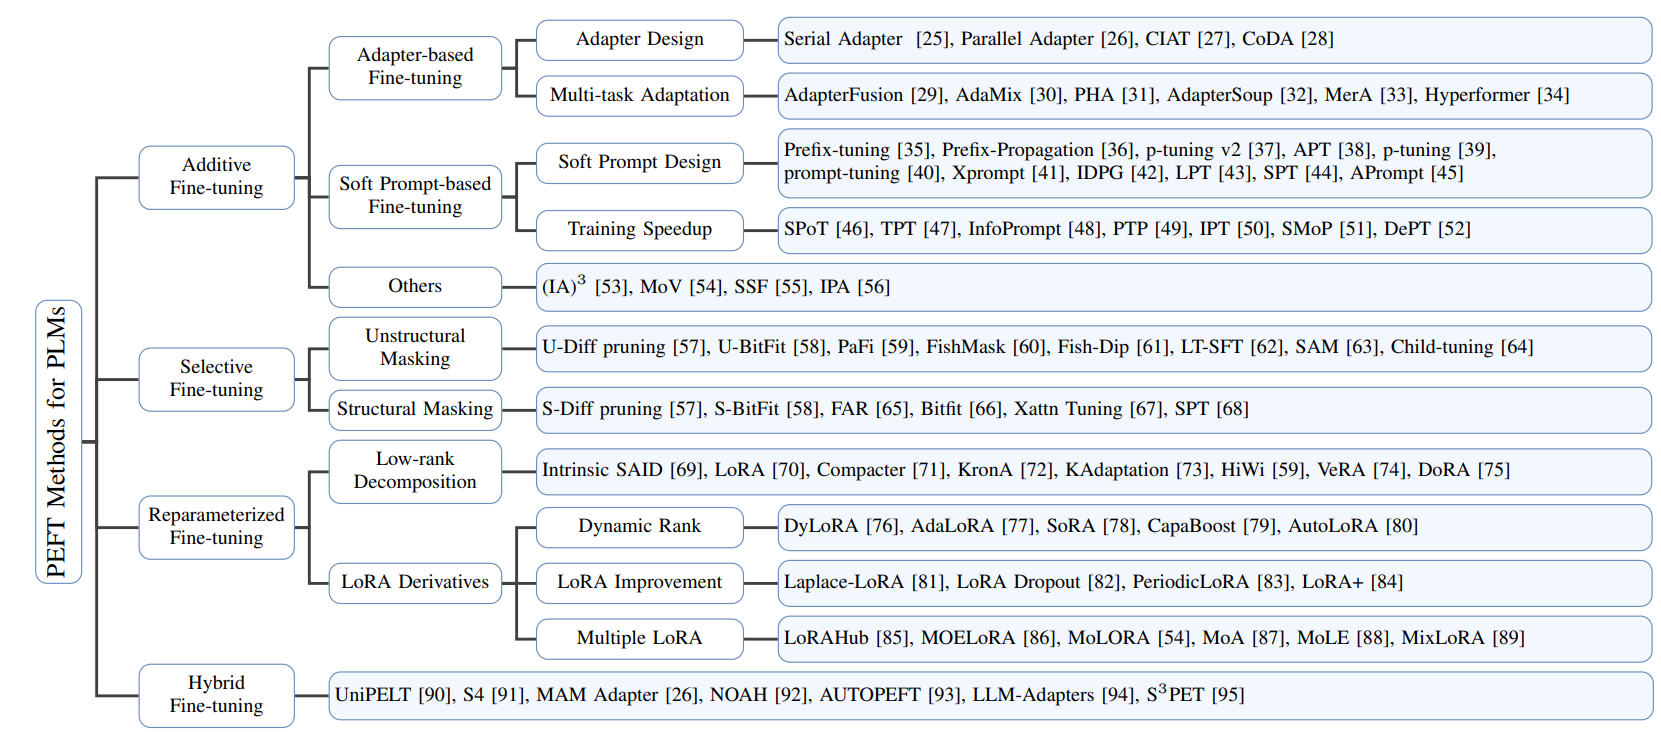 PEFT Methods for PLMs
Additive
Fine-tuning
Adapter-based
Fine-tuning
Adapter Design
Serial Adapter [25], Parallel Adapter [26], CIAT [27], CoDA [28]
Multi-task Adaptation
AdapterFusion [29], AdaMix [30], PHA [31], AdapterSoup [32], MerA [33], Hyperformer [34]
Soft Prompt-based
Fine-tuning
Soft Prompt Design
Prefix-tuning [35], Prefix-Propagation [36], p-tuning v2 [37], APT [38], p-tuning [39],
prompt-tuning [40], Xprompt [41], IDPG [42], LPT [43], SPT [44], APrompt [45]
Training Speedup
SPoT [46], TPT [47], InfoPrompt [48], PTP [49], IPT [50], SMoP [51], DePT [52]
Others
(IA)³ [53], MoV [54], SSF [55], IPA [56]
Selective
Fine-tuning
Unstructural
Masking
U-Diff pruning [57], U-BitFit [58], PaFi [59], FishMask [60], Fish-Dip [61], LT-SFT [62], SAM [63], Child-tuning [64]
Structural Masking
S-Diff pruning [57], S-BitFit [58], FAR [65], Bitfit [66], Xattn Tuning [67], SPT [68]
Reparameterized
Fine-tuning
Low-rank
Decomposition
Intrinsic SAID [69], LoRA [70], Compacter [71], KronA [72], KAdaptation [73], HiWi [59], VeRA [74], DoRA [75]
LoRA Derivatives
Dynamic Rank
DyLoRA [76], AdaLoRA [77], SoRA [78], CapaBoost [79], AutoLoRA [80]
LoRA Improvement
Laplace-LoRA [81], LoRA Dropout [82], PeriodicLoRA [83], LoRA+ [84]
Multiple LoRA
LoRAHub [85], MOELoRA [86], MoLORA [54], MoA [87], MoLE [88], MixLoRA [89]
Hybrid
Fine-tuning
UniPELT [90], S4 [91], MAM Adapter [26], NOAH [92], AUTOPEFT [93], LLM-Adapters [94], S³PET [95]